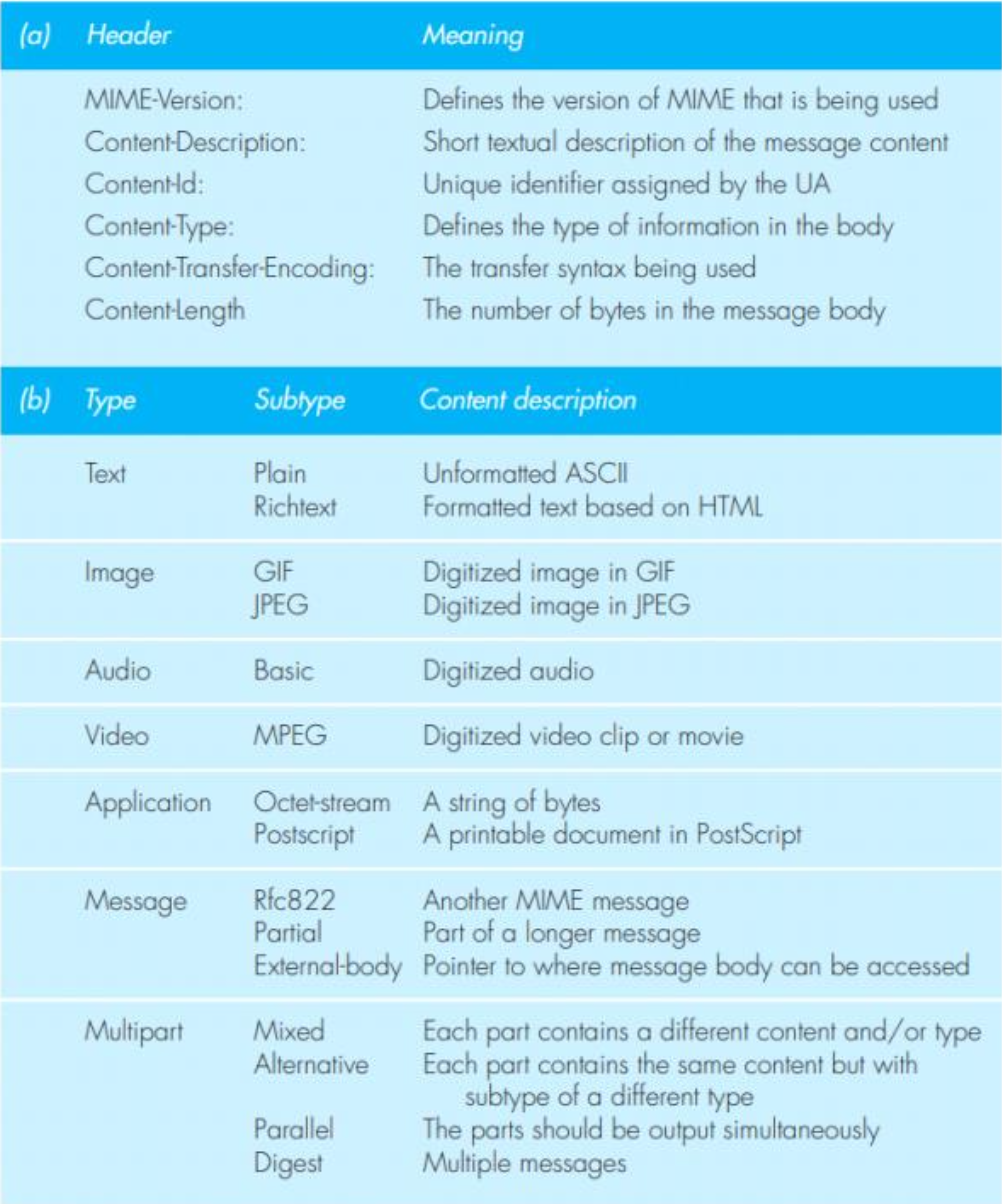 (a) Header Meaning
MIME-Version: Defines the version of MIME that is being used
Content-Description: Short textual description of the message content
Content-Id: Unique identifier assigned by the UA
Content-Type: Defines the type of information in the body
Content-Transfer-Encoding: The transfer syntax being used
Content-Length The number of bytes in the message body
(b) Type Subtype Content description
Text Plain Unformatted ASCII
Richtext Formatted text based on HTML
Image GIF Digitized image in GIF
JPEG Digitized image in JPEG
Audio Basic Digitized audio
Video MPEG Digitized video clip or movie
Application Octet-stream A string of bytes
Postscript A printable document in PostScript
Message Rfc822 Another MIME message
Partial Part of a longer message
External-body Pointer to where message body can be accessed
Multipart Mixed Each part contains a different content and/or type
Alternative Each part contains the same content but with
subtype of a different type
Parallel The parts should be output simultaneously
Digest Multiple messages